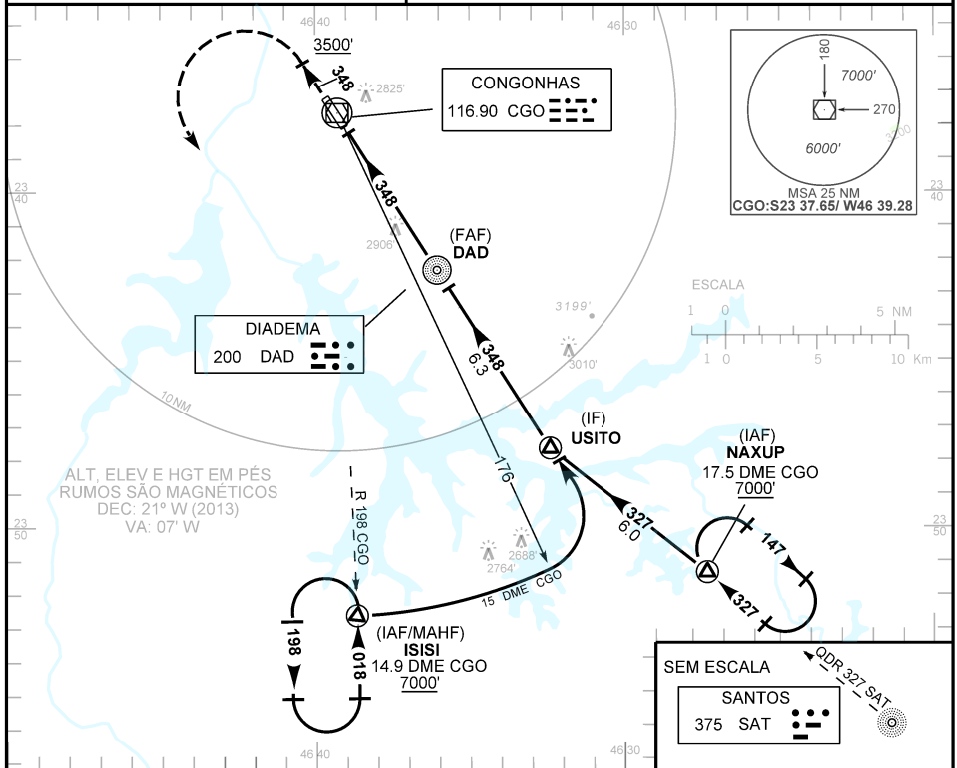 46 40
46 30
3500'
348
2825'
CONGONHAS
116.90 CGO
180
7000'
270
6000'
3200
MSA 25 NM
CGO:S23 37.65/ W46 39.28
23
40
23
40
348
2906'
(FAF)
DAD
DIADEMA
200 DAD
348
6.3
3199'
3010'
ESCALA
1 0 5 NM
1 0 5 10 Km
10 NM
(IF)
USITO
(IAF)
NAXUP
17.5 DME CGO
7000'
176
ALT, ELEV E HGT EM PÉS
RUMOS SÃO MAGNÉTICOS
DEC: 21° W (2013)
VA: 07' W
R 198 CGO
327
6.0
147
327
23
50
23
50
2764'
2688'
15 DME CGO
198
018
(IAF/MAHF)
ISISI
14.9 DME CGO
7000'
SEM ESCALA
QDR 327 SAT
SANTOS
375 SAT
46 40
46 30